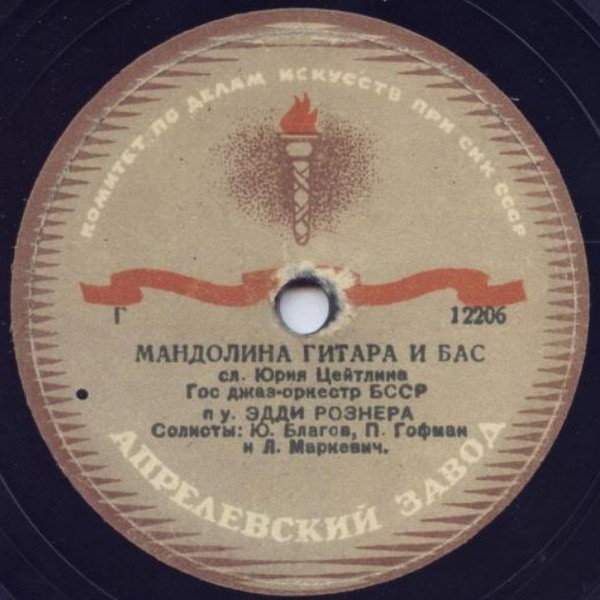 КОМИТЕТ ПО ДЕЛАМ ИСКУССТВ ПРИ СНК СССР
Г 12206
МАНДОЛИНА ГИТАРА И БАС
сл. Юрия Цейтлина
Гос джаз-оркестр БССР
п у. ЭДДИ РОЗНЕРА
Солисты: Ю. Благов, П. Гофман
и Л. Маркевич.
АПРЕЛЕВСКИЙ ЗАВОД